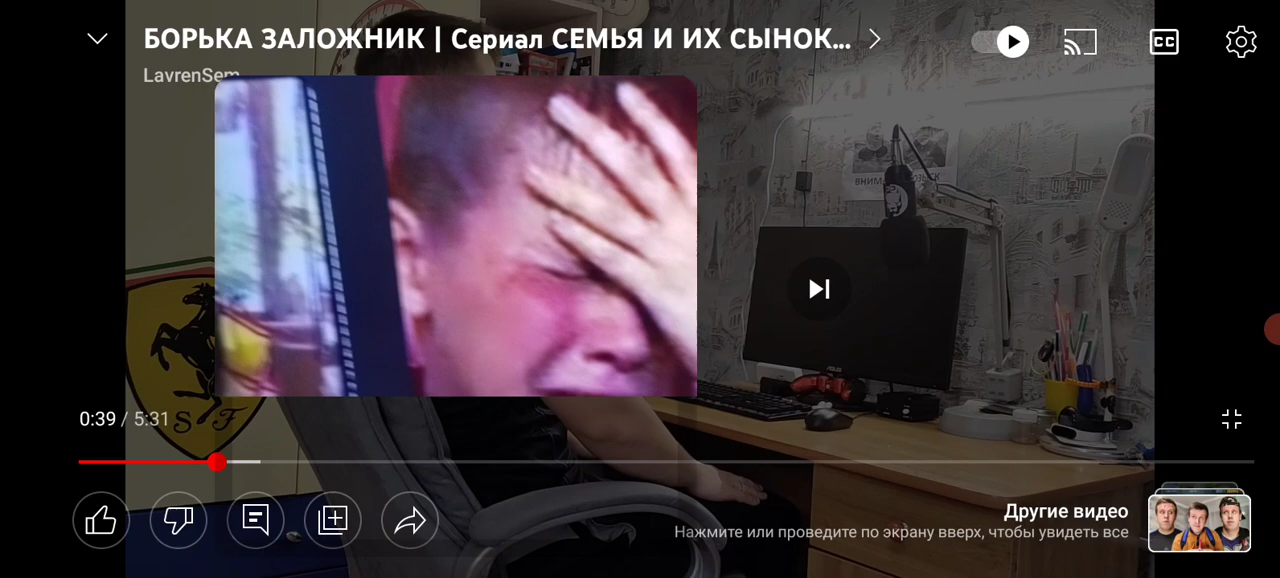 БОРЬКА ЗАЛОЖНИК | Сериал СЕМЬЯ И ИХ СЫНОК...
LavrenSem
CC
S F
0:39 / 5:31
Другие видео
Нажмите или проведите по экрану вверх, чтобы увидеть все